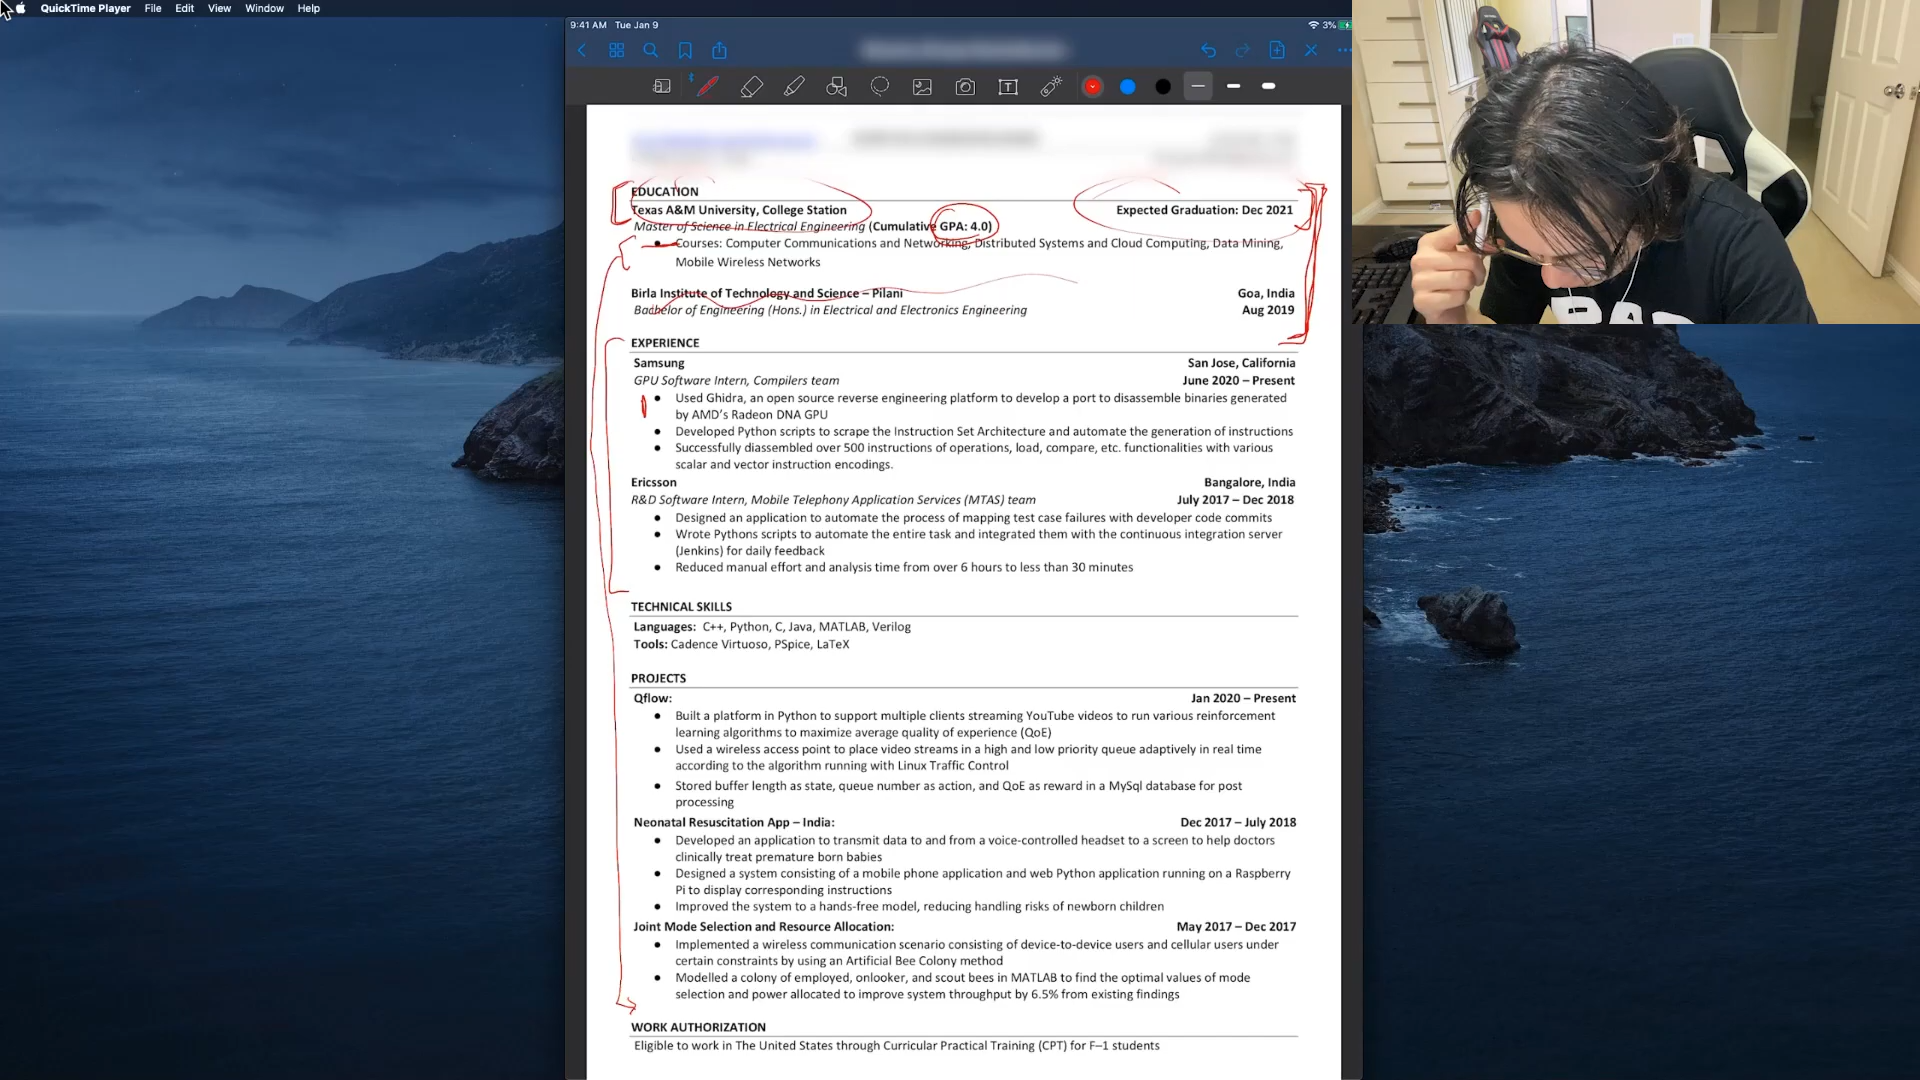 QuickTime Player File Edit View Window Help
9:41 AM Tue Jan 9
3%
EDUCATION
Texas A&M University, College Station Expected Graduation: Dec 2021
Master of Science in Electrical Engineering (Cumulative GPA: 4.0)
● Courses: Computer Communications and Networking, Distributed Systems and Cloud Computing, Data Mining,
Mobile Wireless Networks
Birla Institute of Technology and Science – Pilani Goa, India
Bachelor of Engineering (Hons.) in Electrical and Electronics Engineering Aug 2019
EXPERIENCE
Samsung San Jose, California
GPU Software Intern, Compilers team June 2020 – Present
● Used Ghidra, an open source reverse engineering platform to develop a port to disassemble binaries generated
by AMD's Radeon DNA GPU
● Developed Python scripts to scrape the Instruction Set Architecture and automate the generation of instructions
● Successfully diassembled over 500 instructions of operations, load, compare, etc. functionalities with various
scalar and vector instruction encodings.
Ericsson Bangalore, India
R&D Software Intern, Mobile Telephony Application Services (MTAS) team July 2017 – Dec 2018
● Designed an application to automate the process of mapping test case failures with developer code commits
● Wrote Pythons scripts to automate the entire task and integrated them with the continuous integration server
(Jenkins) for daily feedback
● Reduced manual effort and analysis time from over 6 hours to less than 30 minutes
TECHNICAL SKILLS
Languages: C++, Python, C, Java, MATLAB, Verilog
Tools: Cadence Virtuoso, PSpice, LaTeX
PROJECTS
Qflow: Jan 2020 – Present
● Built a platform in Python to support multiple clients streaming YouTube videos to run various reinforcement
learning algorithms to maximize average quality of experience (QoE)
● Used a wireless access point to place video streams in a high and low priority queue adaptively in real time
according to the algorithm running with Linux Traffic Control
● Stored buffer length as state, queue number as action, and QoE as reward in a MySql database for post
processing
Neonatal Resuscitation App – India: Dec 2017 – July 2018
● Developed an application to transmit data to and from a voice-controlled headset to a screen to help doctors
clinically treat premature born babies
● Designed a system consisting of a mobile phone application and web Python application running on a Raspberry
Pi to display corresponding instructions
● Improved the system to a hands-free model, reducing handling risks of newborn children
Joint Mode Selection and Resource Allocation: May 2017 – Dec 2017
● Implemented a wireless communication scenario consisting of device-to-device users and cellular users under
certain constraints by using an Artificial Bee Colony method
● Modelled a colony of employed, onlooker, and scout bees in MATLAB to find the optimal values of mode
selection and power allocated to improve system throughput by 6.5% from existing findings
WORK AUTHORIZATION
Eligible to work in The United States through Curricular Practical Training (CPT) for F–1 students